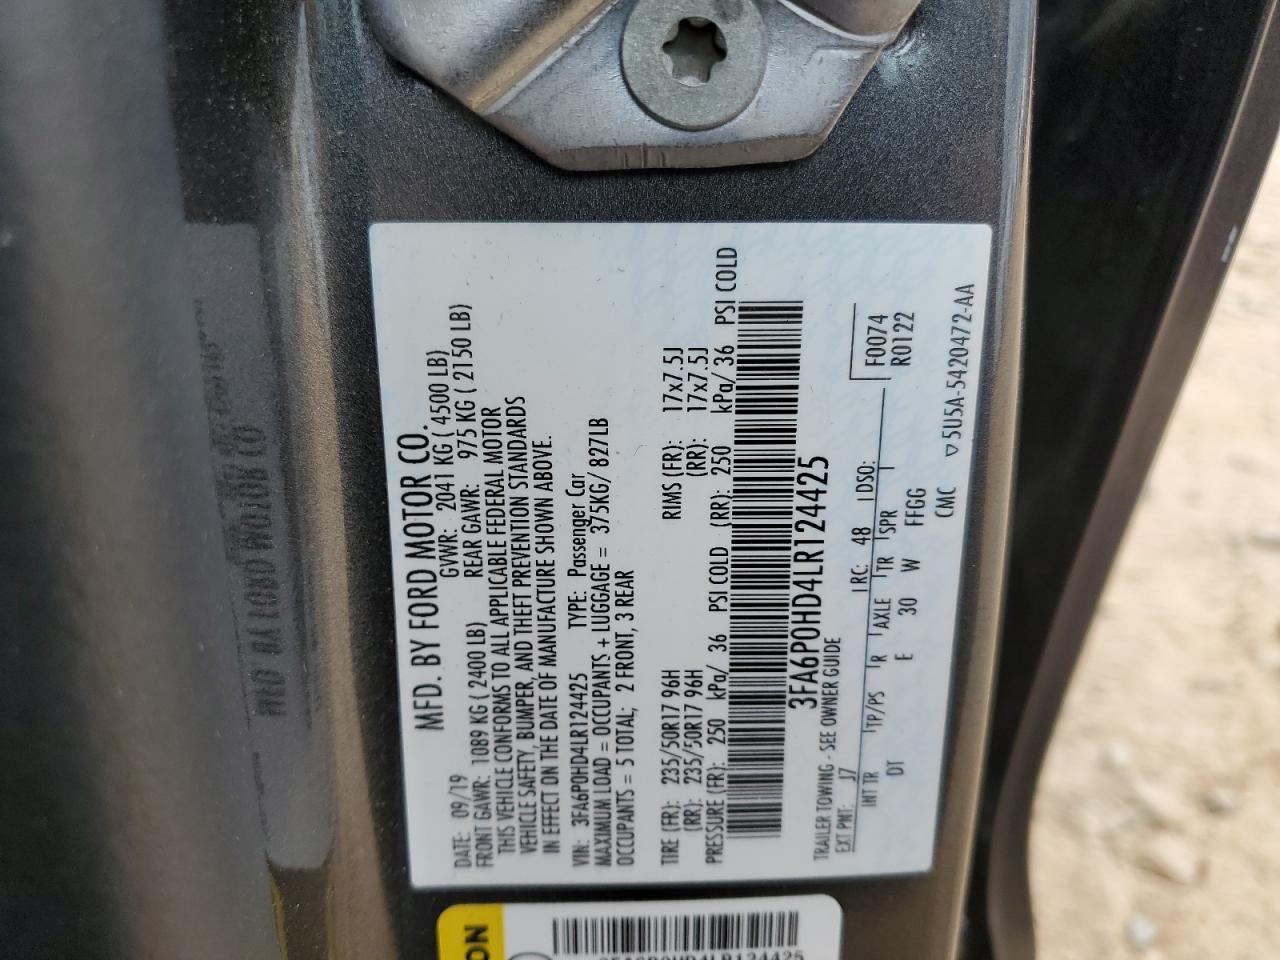 MFD. BY FORD MOTOR CO.
DATE: 09/19 GVWR: 2041 KG ( 4500 LB)
FRONT GAWR: 1089 KG ( 2400 LB) REAR GAWR: 975 KG ( 2150 LB)
THIS VEHICLE CONFORMS TO ALL APPLICABLE FEDERAL MOTOR
VEHICLE SAFETY, BUMPER, AND THEFT PREVENTION STANDARDS
IN EFFECT ON THE DATE OF MANUFACTURE SHOWN ABOVE.
VIN: 3FA6P0HD4LR124425 TYPE: Passenger Car
MAXIMUM LOAD = OCCUPANTS + LUGGAGE = 375KG/ 827LB
OCCUPANTS = 5 TOTAL; 2 FRONT, 3 REAR
TIRE (FR): 235/50R17 96H RIMS (FR): 17x7.5J
(RR): 235/50R17 96H (RR): 17x7.5J
PRESSURE (FR): 250 kPa/ 36 PSI COLD (RR): 250 kPa/ 36 PSI COLD
3FA6P0HD4LR124425
TRAILER TOWING - SEE OWNER GUIDE
F0074
EXT PNT: J7 RC: 48 DSO: R0122
INT TR TP/PS R AXLE TR SPR
DT E 30 W FFGG
CMC
▽5U5A-5420472-AA
ON
3FA6P0HD4LR124425